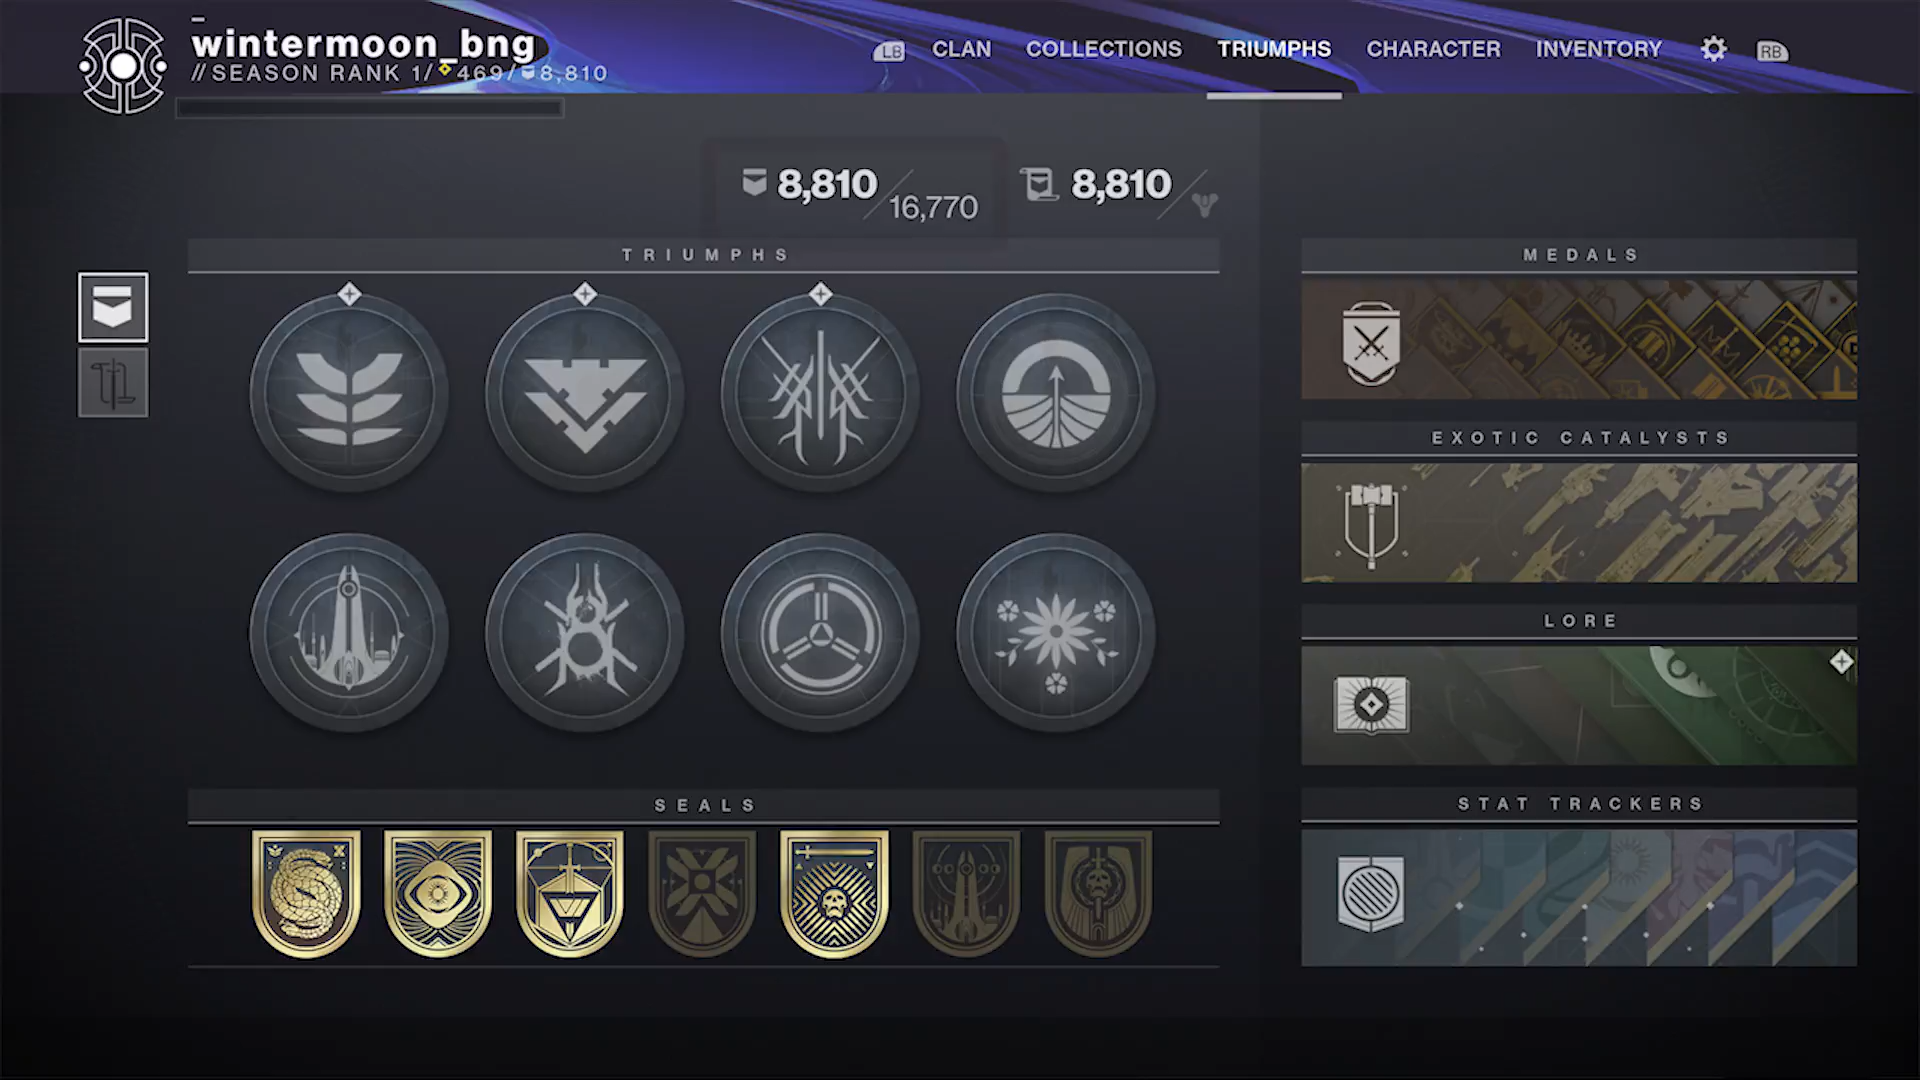 wintermoon_bng
//SEASON RANK 1/469/8,810
LB
CLAN
COLLECTIONS
TRIUMPHS
CHARACTER
INVENTORY
RB
8,810/16,770
8,810/
TRIUMPHS
MEDALS
EXOTIC CATALYSTS
LORE
SEALS
STAT TRACKERS